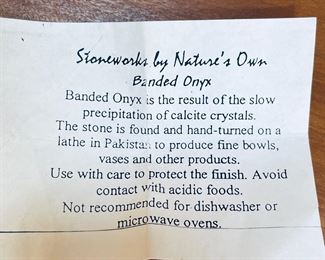 Stoneworks by Nature's Own
Banded Onyx
Banded Onyx is the result of the slow
precipitation of calcite crystals.
The stone is found and hand-turned on a
lathe in Pakistan to produce fine bowls,
vases and other products.
Use with care to protect the finish. Avoid
contact with acidic foods.
Not recommended for dishwasher or
microwave ovens.